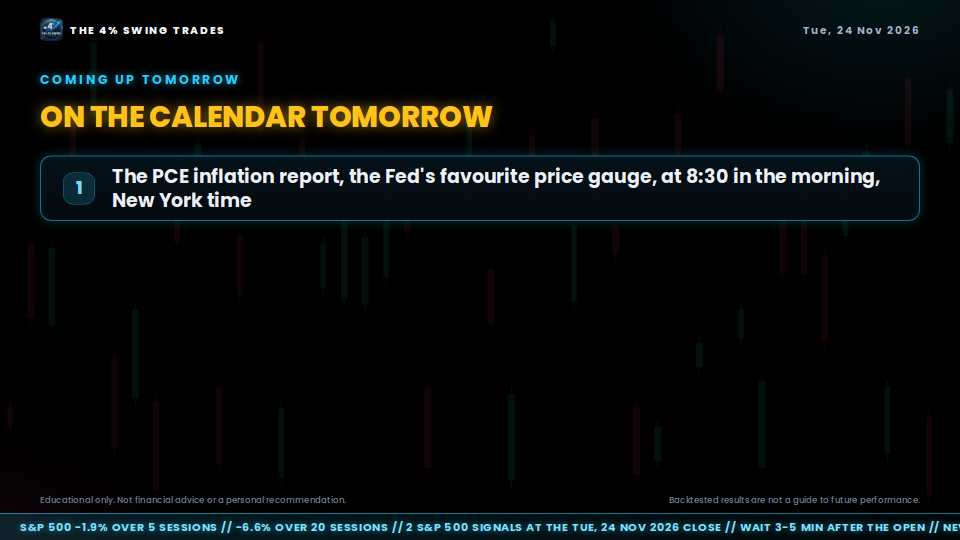 THE 4% SWING TRADES
Tue, 24 Nov 2026
COMING UP TOMORROW
ON THE CALENDAR TOMORROW
1
The PCE inflation report, the Fed's favourite price gauge, at 8:30 in the morning,
New York time
Educational only. Not financial advice or a personal recommendation.
Backtested results are not a guide to future performance.
S&P 500 -1.9% OVER 5 SESSIONS // -6.6% OVER 20 SESSIONS // 2 S&P 500 SIGNALS AT THE TUE, 24 NOV 2026 CLOSE // WAIT 3-5 MIN AFTER THE OPEN //